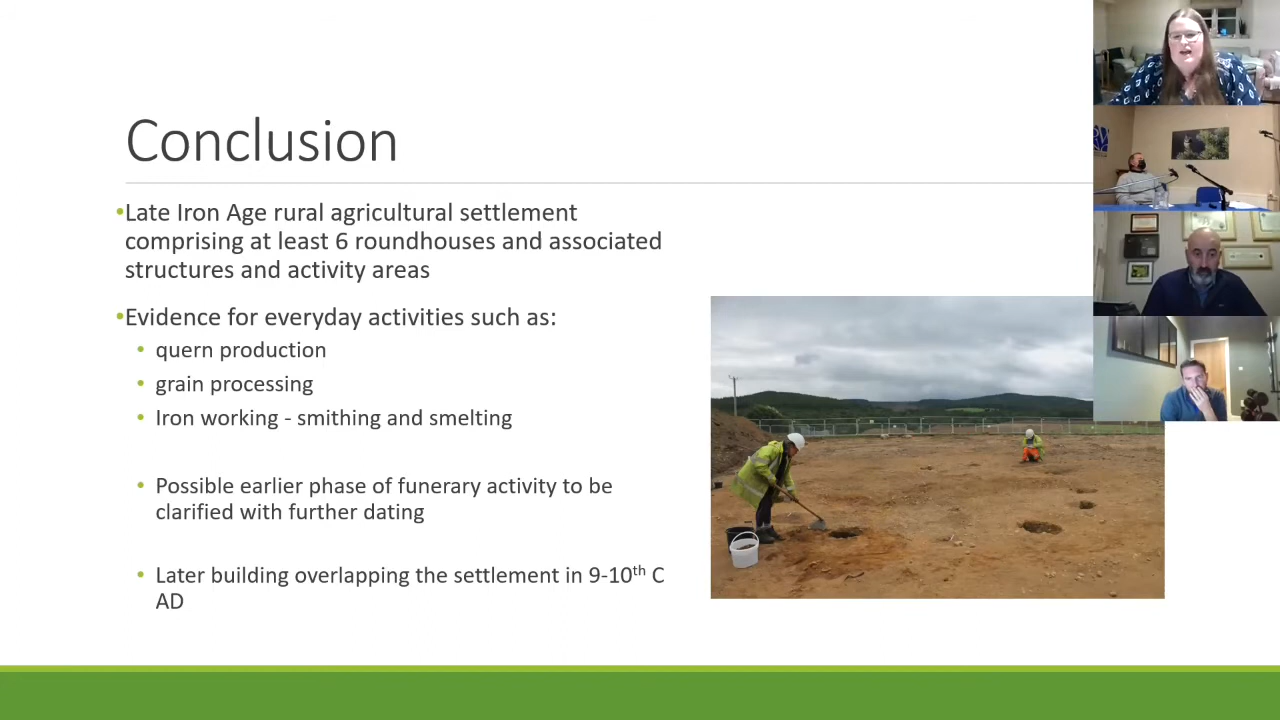 Conclusion
•Late Iron Age rural agricultural settlement
comprising at least 6 roundhouses and associated
structures and activity areas
•Evidence for everyday activities such as:
• quern production
• grain processing
• Iron working - smithing and smelting
• Possible earlier phase of funerary activity to be
clarified with further dating
• Later building overlapping the settlement in 9-10th C
AD